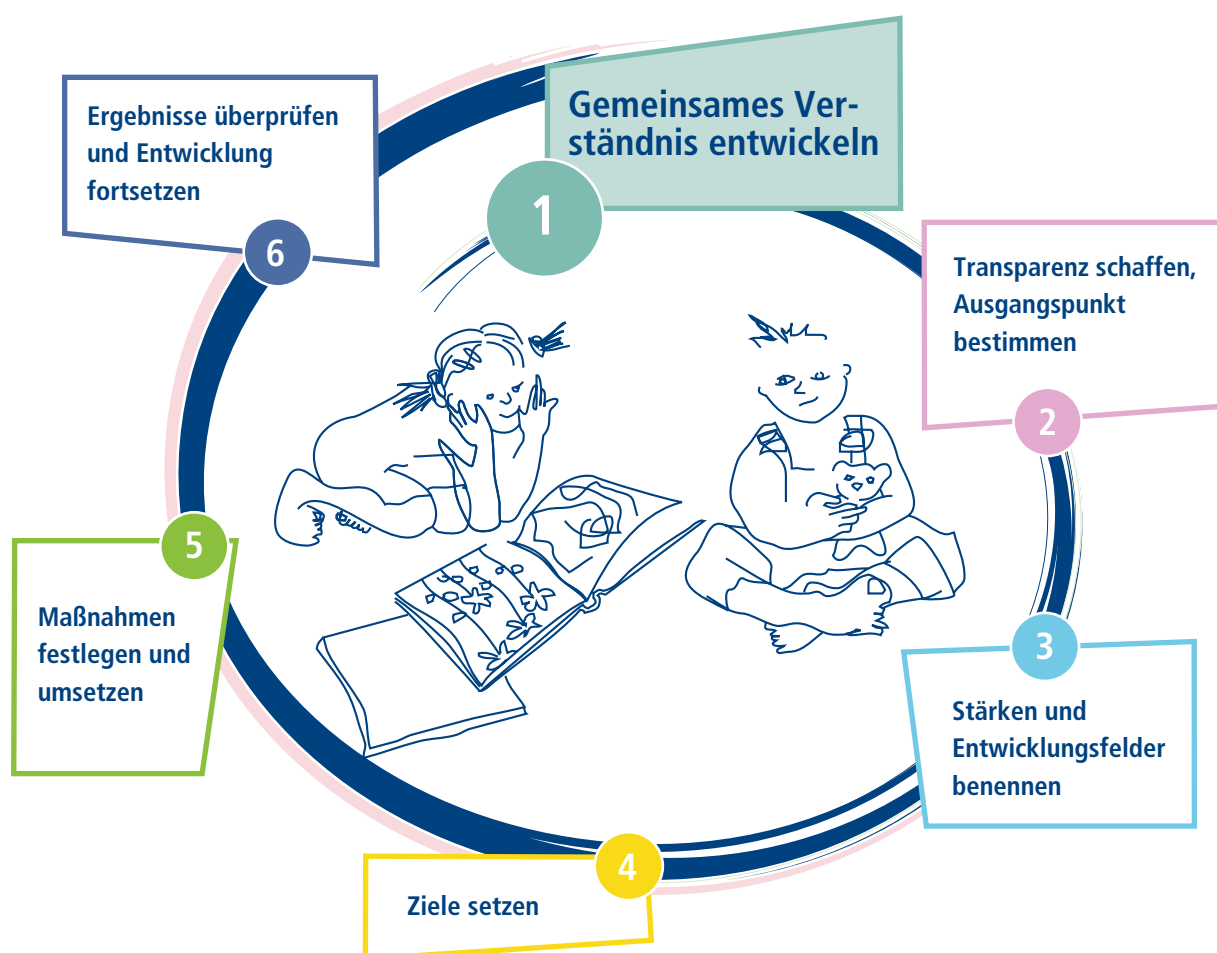 1
Gemeinsames Ver-
ständnis entwickeln
2
Transparenz schaffen,
Ausgangspunkt
bestimmen
3
Stärken und
Entwicklungsfelder
benennen
4
Ziele setzen
5
Maßnahmen
festlegen und
umsetzen
6
Ergebnisse überprüfen
und Entwicklung
fortsetzen